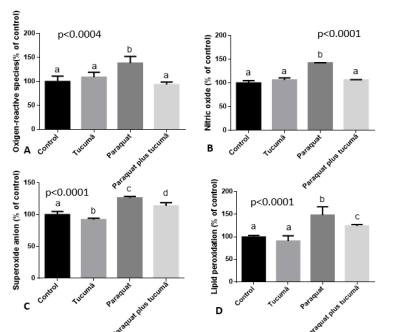 Oxigen-reactve species(% of control)
p<0.0004
200
150
100
50
0
a
a
b
a
Control
Tucumã
Paraquat
Paraquat plus tucumã
A
Nitric oxide (% of control)
p<0.0001
200
150
100
50
0
a
a
b
a
Control
Tucumã
Paraquat
Paraquat plus tucumã
B
Superoxide anion (% of control)
p<0.0001
150
100
50
0
a
b
c
d
Control
Tucumã
Paraquat
Paraquat plus tucumã
C
Lipid peroxidation (% of control)
p<0.0001
200
150
100
50
0
a
a
b
c
Control
Tucumã
Paraquat
Paraquat plus tucumã
D